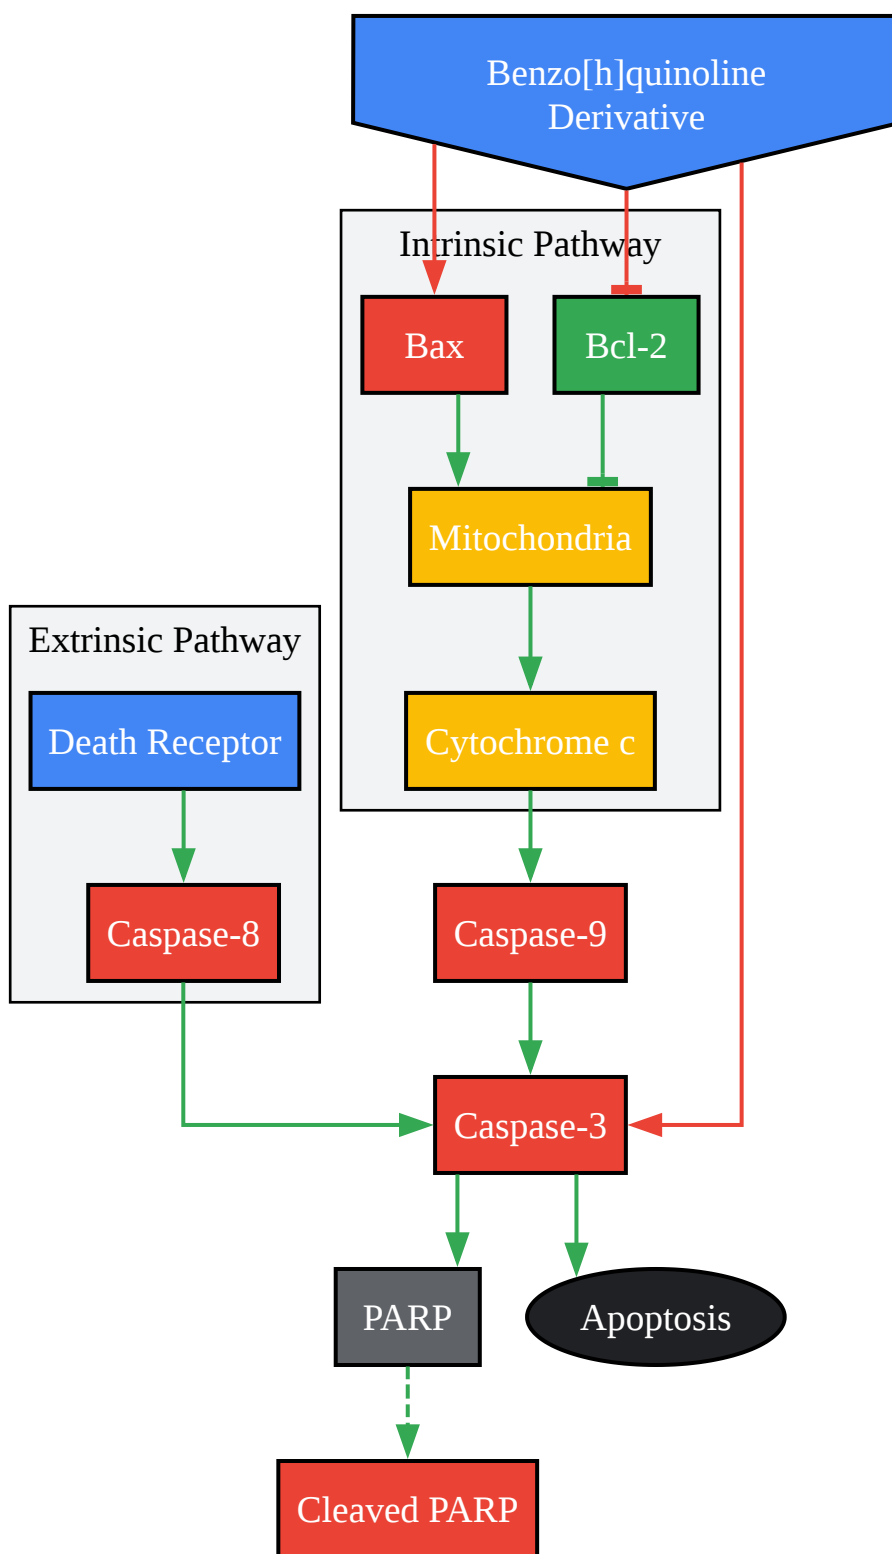 Benzo[h]quinoline
Derivative
Intrinsic Pathway
Bax
Bcl-2
Mitochondria
Extrinsic Pathway
Death Receptor
Cytochrome c
Caspase-8
Caspase-9
Caspase-3
PARP
Apoptosis
Cleaved PARP